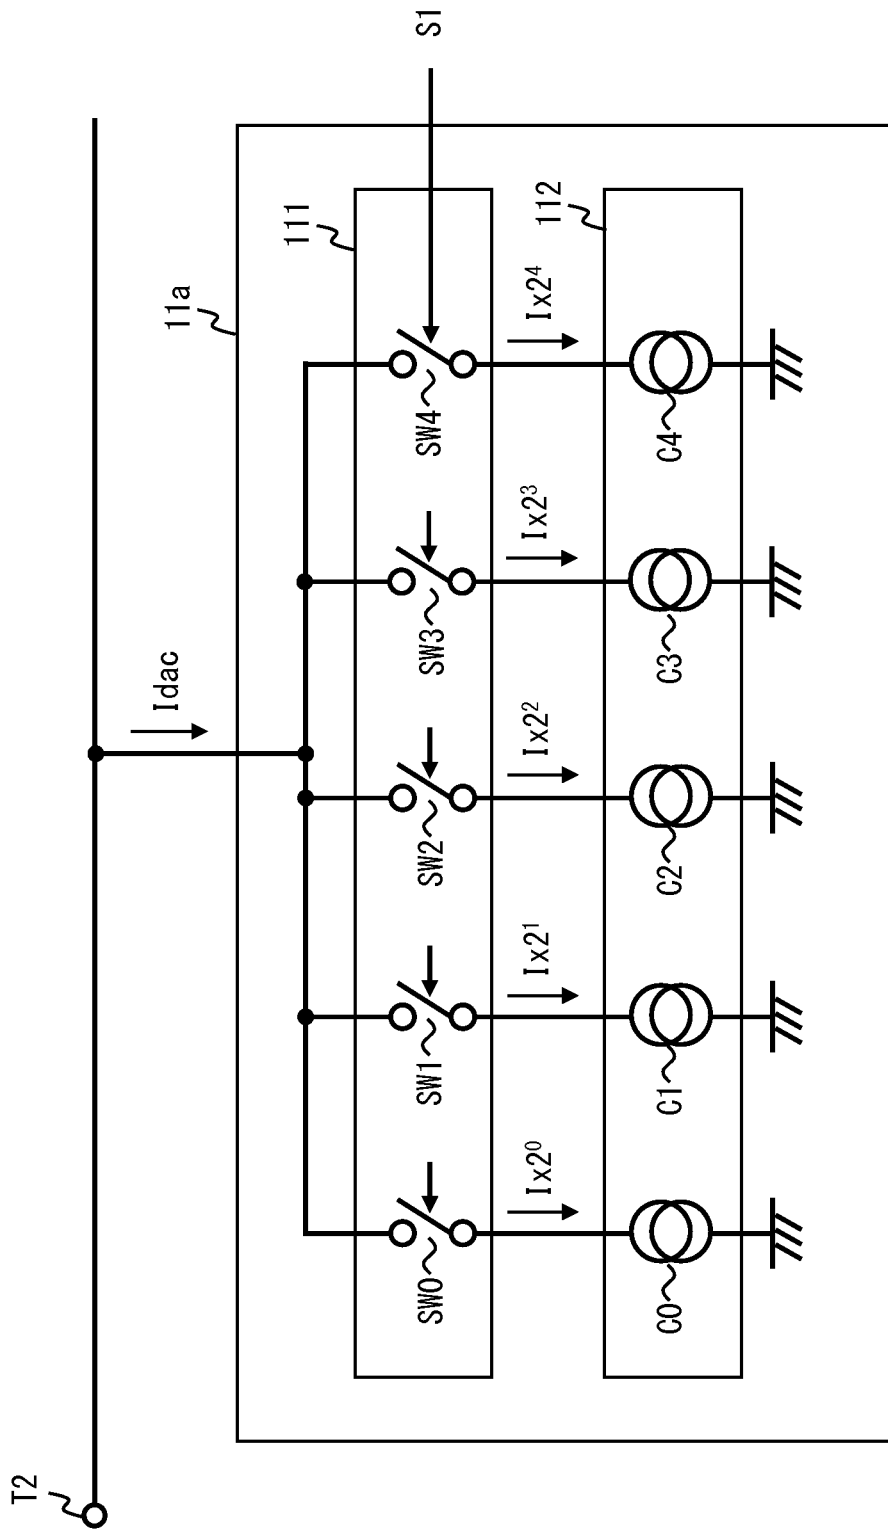 T2
Idac
11a
111
SW0
SW1
SW2
SW3
SW4
S1
Ix2⁰
Ix2¹
Ix2²
Ix2³
Ix2⁴
112
C0
C1
C2
C3
C4